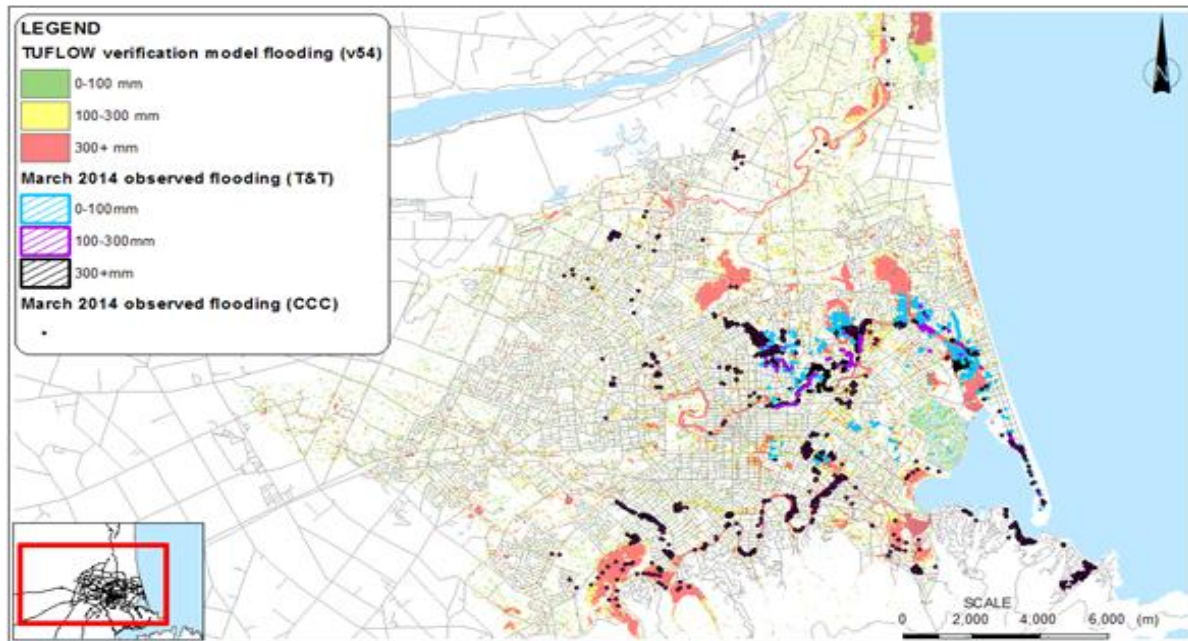 LEGEND
TUFLOW verification model flooding (v54)
0-100 mm
100-300 mm
300+ mm
March 2014 observed flooding (T&T)
0-100mm
100-300mm
300+mm
March 2014 observed flooding (CCC)
N
SCALE
0 2,000 4,000 6,000 (m)